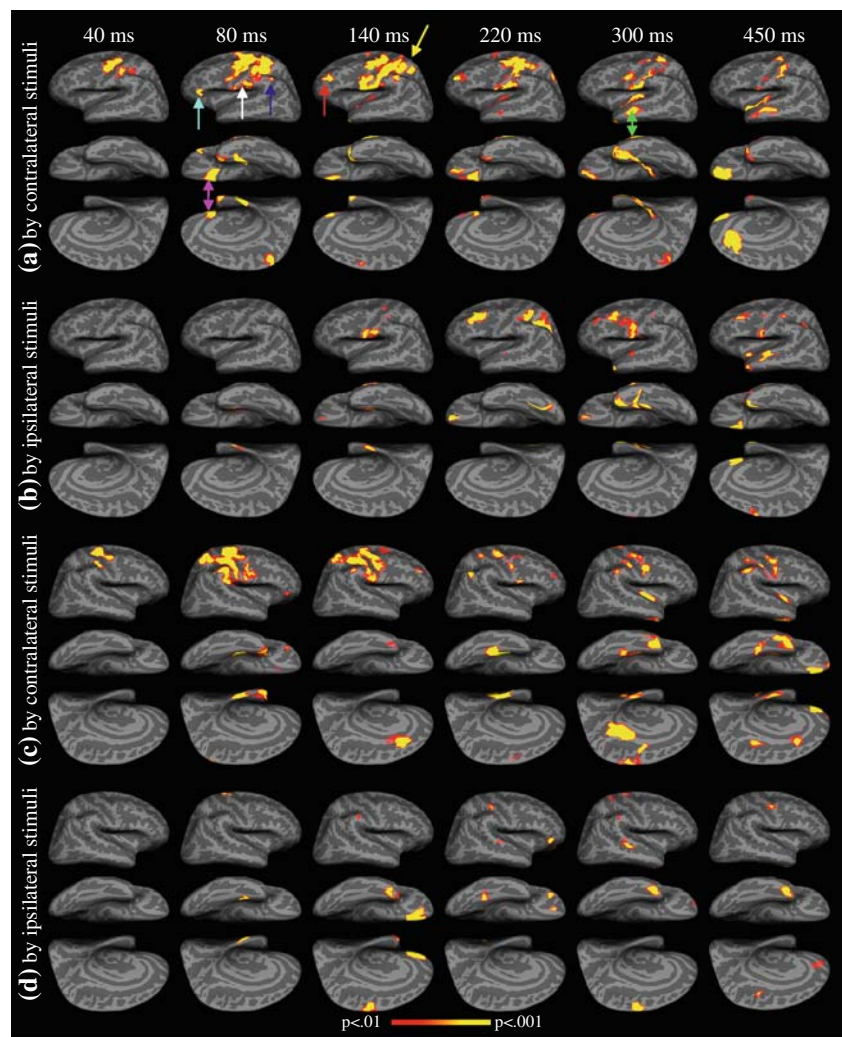 40 ms 80 ms 140 ms 220 ms 300 ms 450 ms
(a) by contralateral stimuli
(b) by ipsilateral stimuli
(c) by contralateral stimuli
(d) by ipsilateral stimuli
p<.01 p<.001